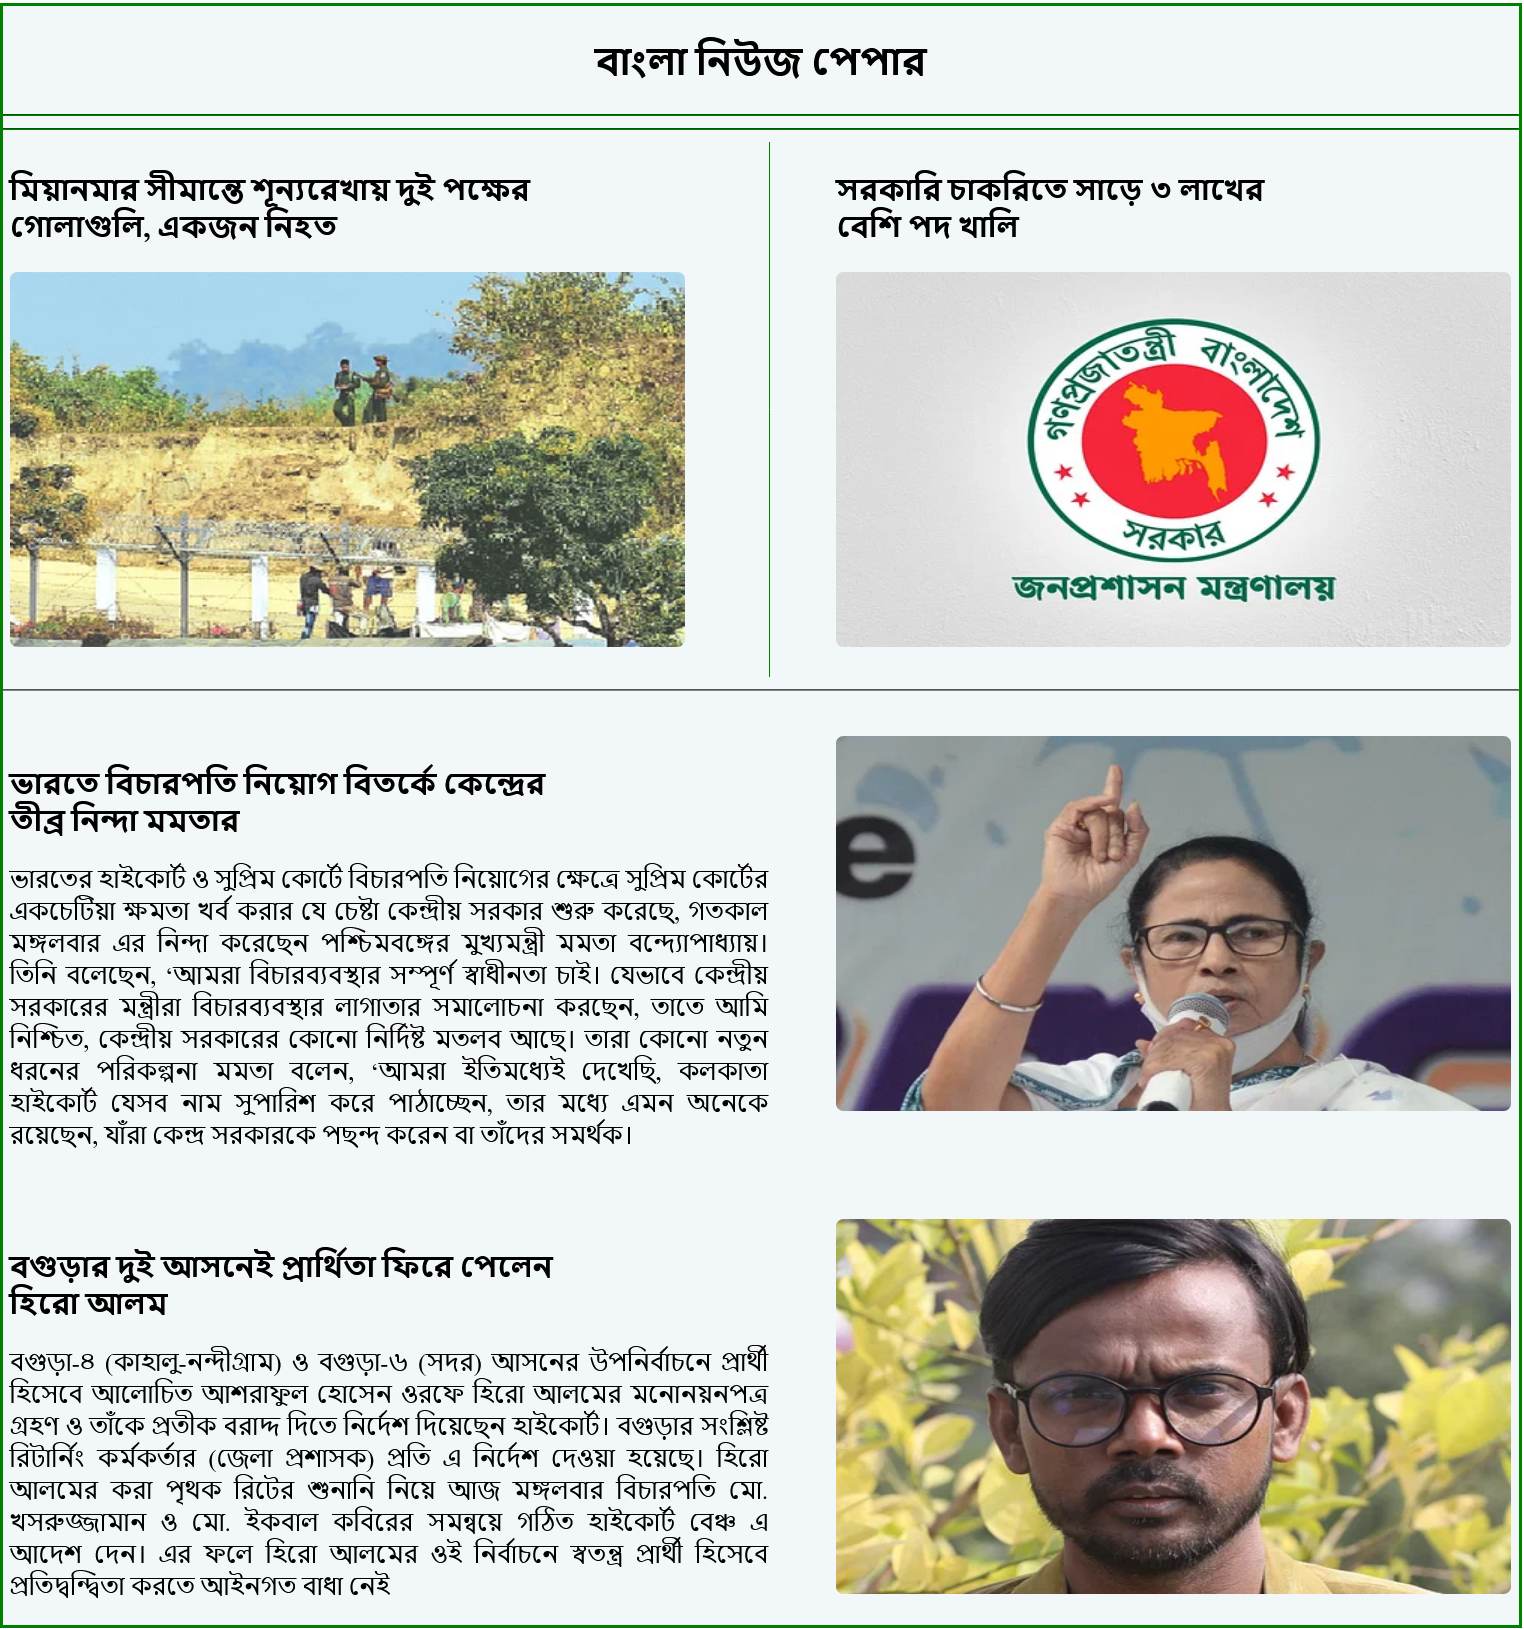 বাংলা নিউজ পেপার
মিয়ানমার সীমান্তে শূন্যরেখায় দুই পক্ষের
গোলাগুলি, একজন নিহত
সরকারি চাকরিতে সাড়ে ৩ লাখের
বেশি পদ খালি
গণপ্রজাতন্ত্রী বাংলাদেশ
সরকার
জনপ্রশাসন মন্ত্রণালয়
ভারতে বিচারপতি নিয়োগ বিতর্কে কেন্দ্রের
তীব্র নিন্দা মমতার
ভারতের হাইকোর্ট ও সুপ্রিম কোর্টে বিচারপতি নিয়োগের ক্ষেত্রে সুপ্রিম কোর্টের
একচেটিয়া ক্ষমতা খর্ব করার যে চেষ্টা কেন্দ্রীয় সরকার শুরু করেছে, গতকাল
মঙ্গলবার এর নিন্দা করেছেন পশ্চিমবঙ্গের মুখ্যমন্ত্রী মমতা বন্দ্যোপাধ্যায়।
তিনি বলেছেন, ‘আমরা বিচারব্যবস্থার সম্পূর্ণ স্বাধীনতা চাই। যেভাবে কেন্দ্রীয়
সরকারের মন্ত্রীরা বিচারব্যবস্থার লাগাতার সমালোচনা করছেন, তাতে আমি
নিশ্চিত, কেন্দ্রীয় সরকারের কোনো নির্দিষ্ট মতলব আছে। তারা কোনো নতুন
ধরনের পরিকল্পনা মমতা বলেন, ‘আমরা ইতিমধ্যেই দেখেছি, কলকাতা
হাইকোর্ট যেসব নাম সুপারিশ করে পাঠাচ্ছেন, তার মধ্যে এমন অনেকে
রয়েছেন, যাঁরা কেন্দ্র সরকারকে পছন্দ করেন বা তাঁদের সমর্থক।
e
বগুড়ার দুই আসনেই প্রার্থিতা ফিরে পেলেন
হিরো আলম
বগুড়া-৪ (কাহালু-নন্দীগ্রাম) ও বগুড়া-৬ (সদর) আসনের উপনির্বাচনে প্রার্থী
হিসেবে আলোচিত আশরাফুল হোসেন ওরফে হিরো আলমের মনোনয়নপত্র
গ্রহণ ও তাঁকে প্রতীক বরাদ্দ দিতে নির্দেশ দিয়েছেন হাইকোর্ট। বগুড়ার সংশ্লিষ্ট
রিটার্নিং কর্মকর্তার (জেলা প্রশাসক) প্রতি এ নির্দেশ দেওয়া হয়েছে। হিরো
আলমের করা পৃথক রিটের শুনানি নিয়ে আজ মঙ্গলবার বিচারপতি মো.
খসরুজ্জামান ও মো. ইকবাল কবিরের সমন্বয়ে গঠিত হাইকোর্ট বেঞ্চ এ
আদেশ দেন। এর ফলে হিরো আলমের ওই নির্বাচনে স্বতন্ত্র প্রার্থী হিসেবে
প্রতিদ্বন্দ্বিতা করতে আইনগত বাধা নেই